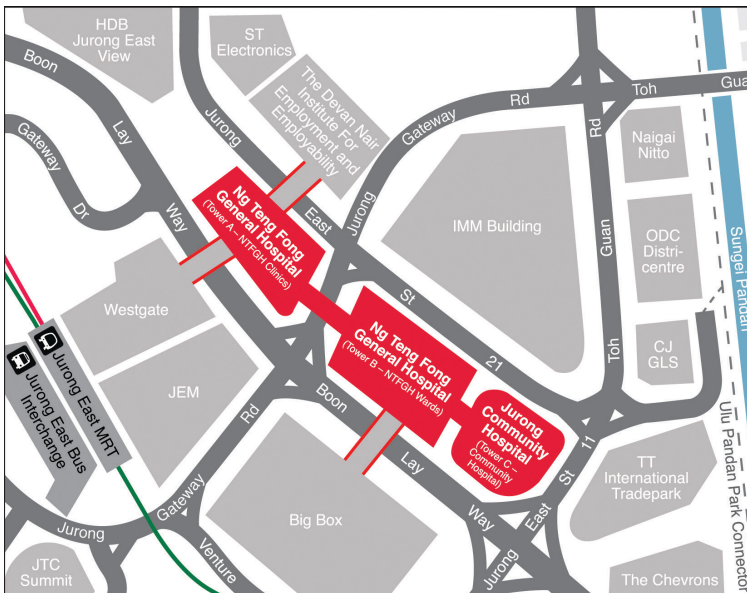 HDB
Jurong East
View
ST
Electronics
The Devan Nair
Institute For
Employment and
Employability
Boon
Lay
Way
Gateway
Dr
Jurong
East
St
21
Jurong
Gateway
Rd
Toh
Gua
Rd
Guan
Toh
Naigai
Nitto
IMM Building
ODC
Distri-
centre
CJ
GLS
Sungei Pandan
Ulu Pandan Park Connector
Ng Teng Fong
General Hospital
(Tower A – NTFGH Clinics)
Ng Teng Fong
General Hospital
(Tower B – NTFGH Wards)
Jurong
Community
Hospital
(Tower C –
Community
Hospital)
Westgate
JEM
Jurong East MRT
Jurong East Bus
Interchange
Boon
Lay
Way
Jurong
East
St
11
TT
International
Tradepark
The Chevrons
Big Box
Jurong
Gateway
Rd
Venture
JTC
Summit